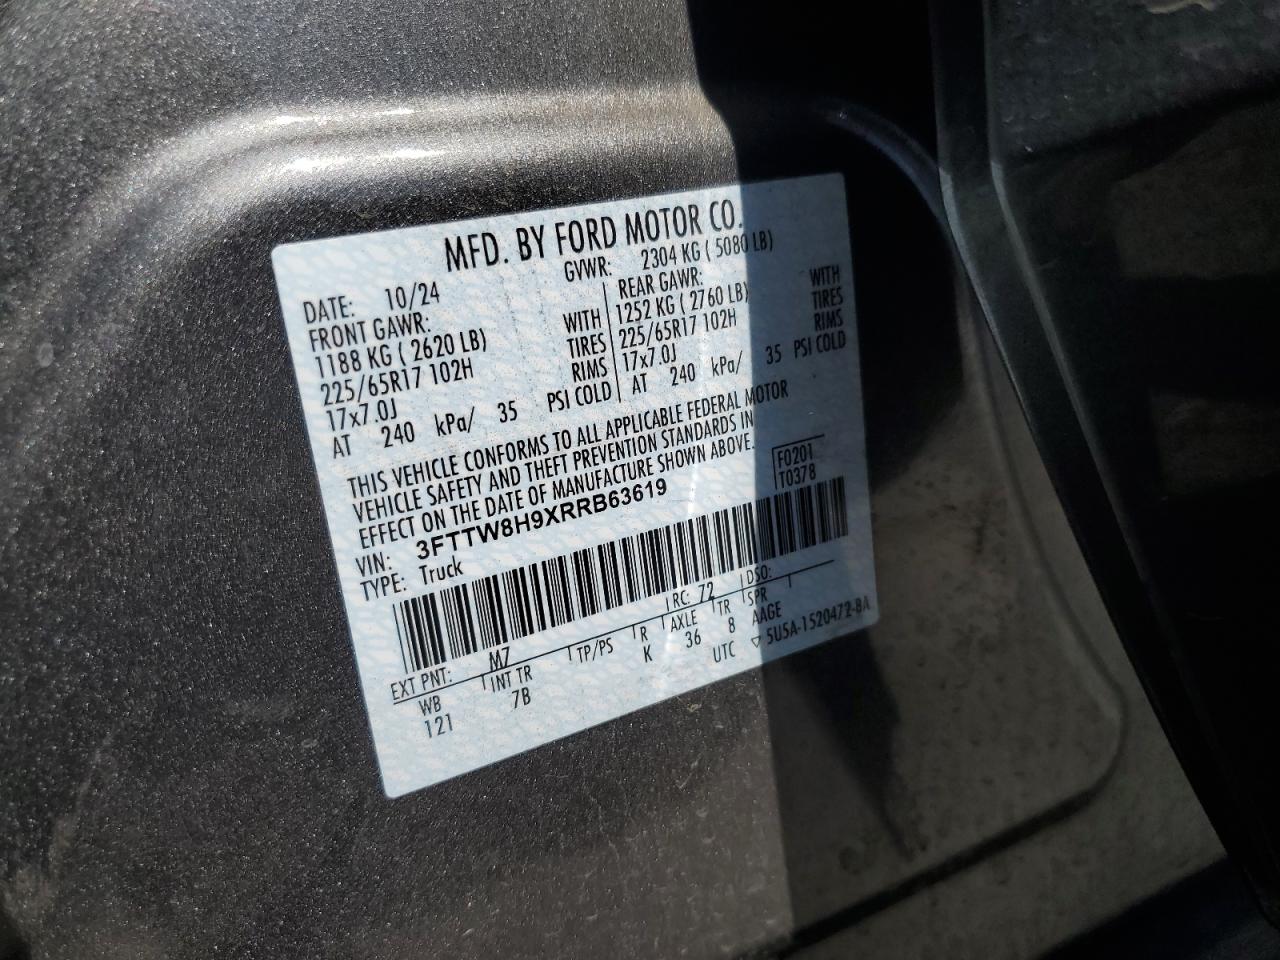 MFD. BY FORD MOTOR CO.
DATE: 10/24 GVWR: 2304 KG ( 5080 LB)
FRONT GAWR: REAR GAWR:
1188 KG ( 2620 LB) WITH 1252 KG ( 2760 LB) WITH
225/65R17 102H TIRES 225/65R17 102H TIRES
17x7.0J RIMS 17x7.0J RIMS
AT 240 kPa/ 35 PSI COLD AT 240 kPa/ 35 PSI COLD
THIS VEHICLE CONFORMS TO ALL APPLICABLE FEDERAL MOTOR
VEHICLE SAFETY AND THEFT PREVENTION STANDARDS IN
EFFECT ON THE DATE OF MANUFACTURE SHOWN ABOVE.
VIN: 3FTTW8H9XRRB63619 F0201
TYPE: Truck T0378
EXT PNT: M7 RC: 72 DSO:
WB INT TR TP/PS R AXLE TR SPR
121 7B K 36 8 AAGE
UTC ▽ 5U5A-1520472-BA